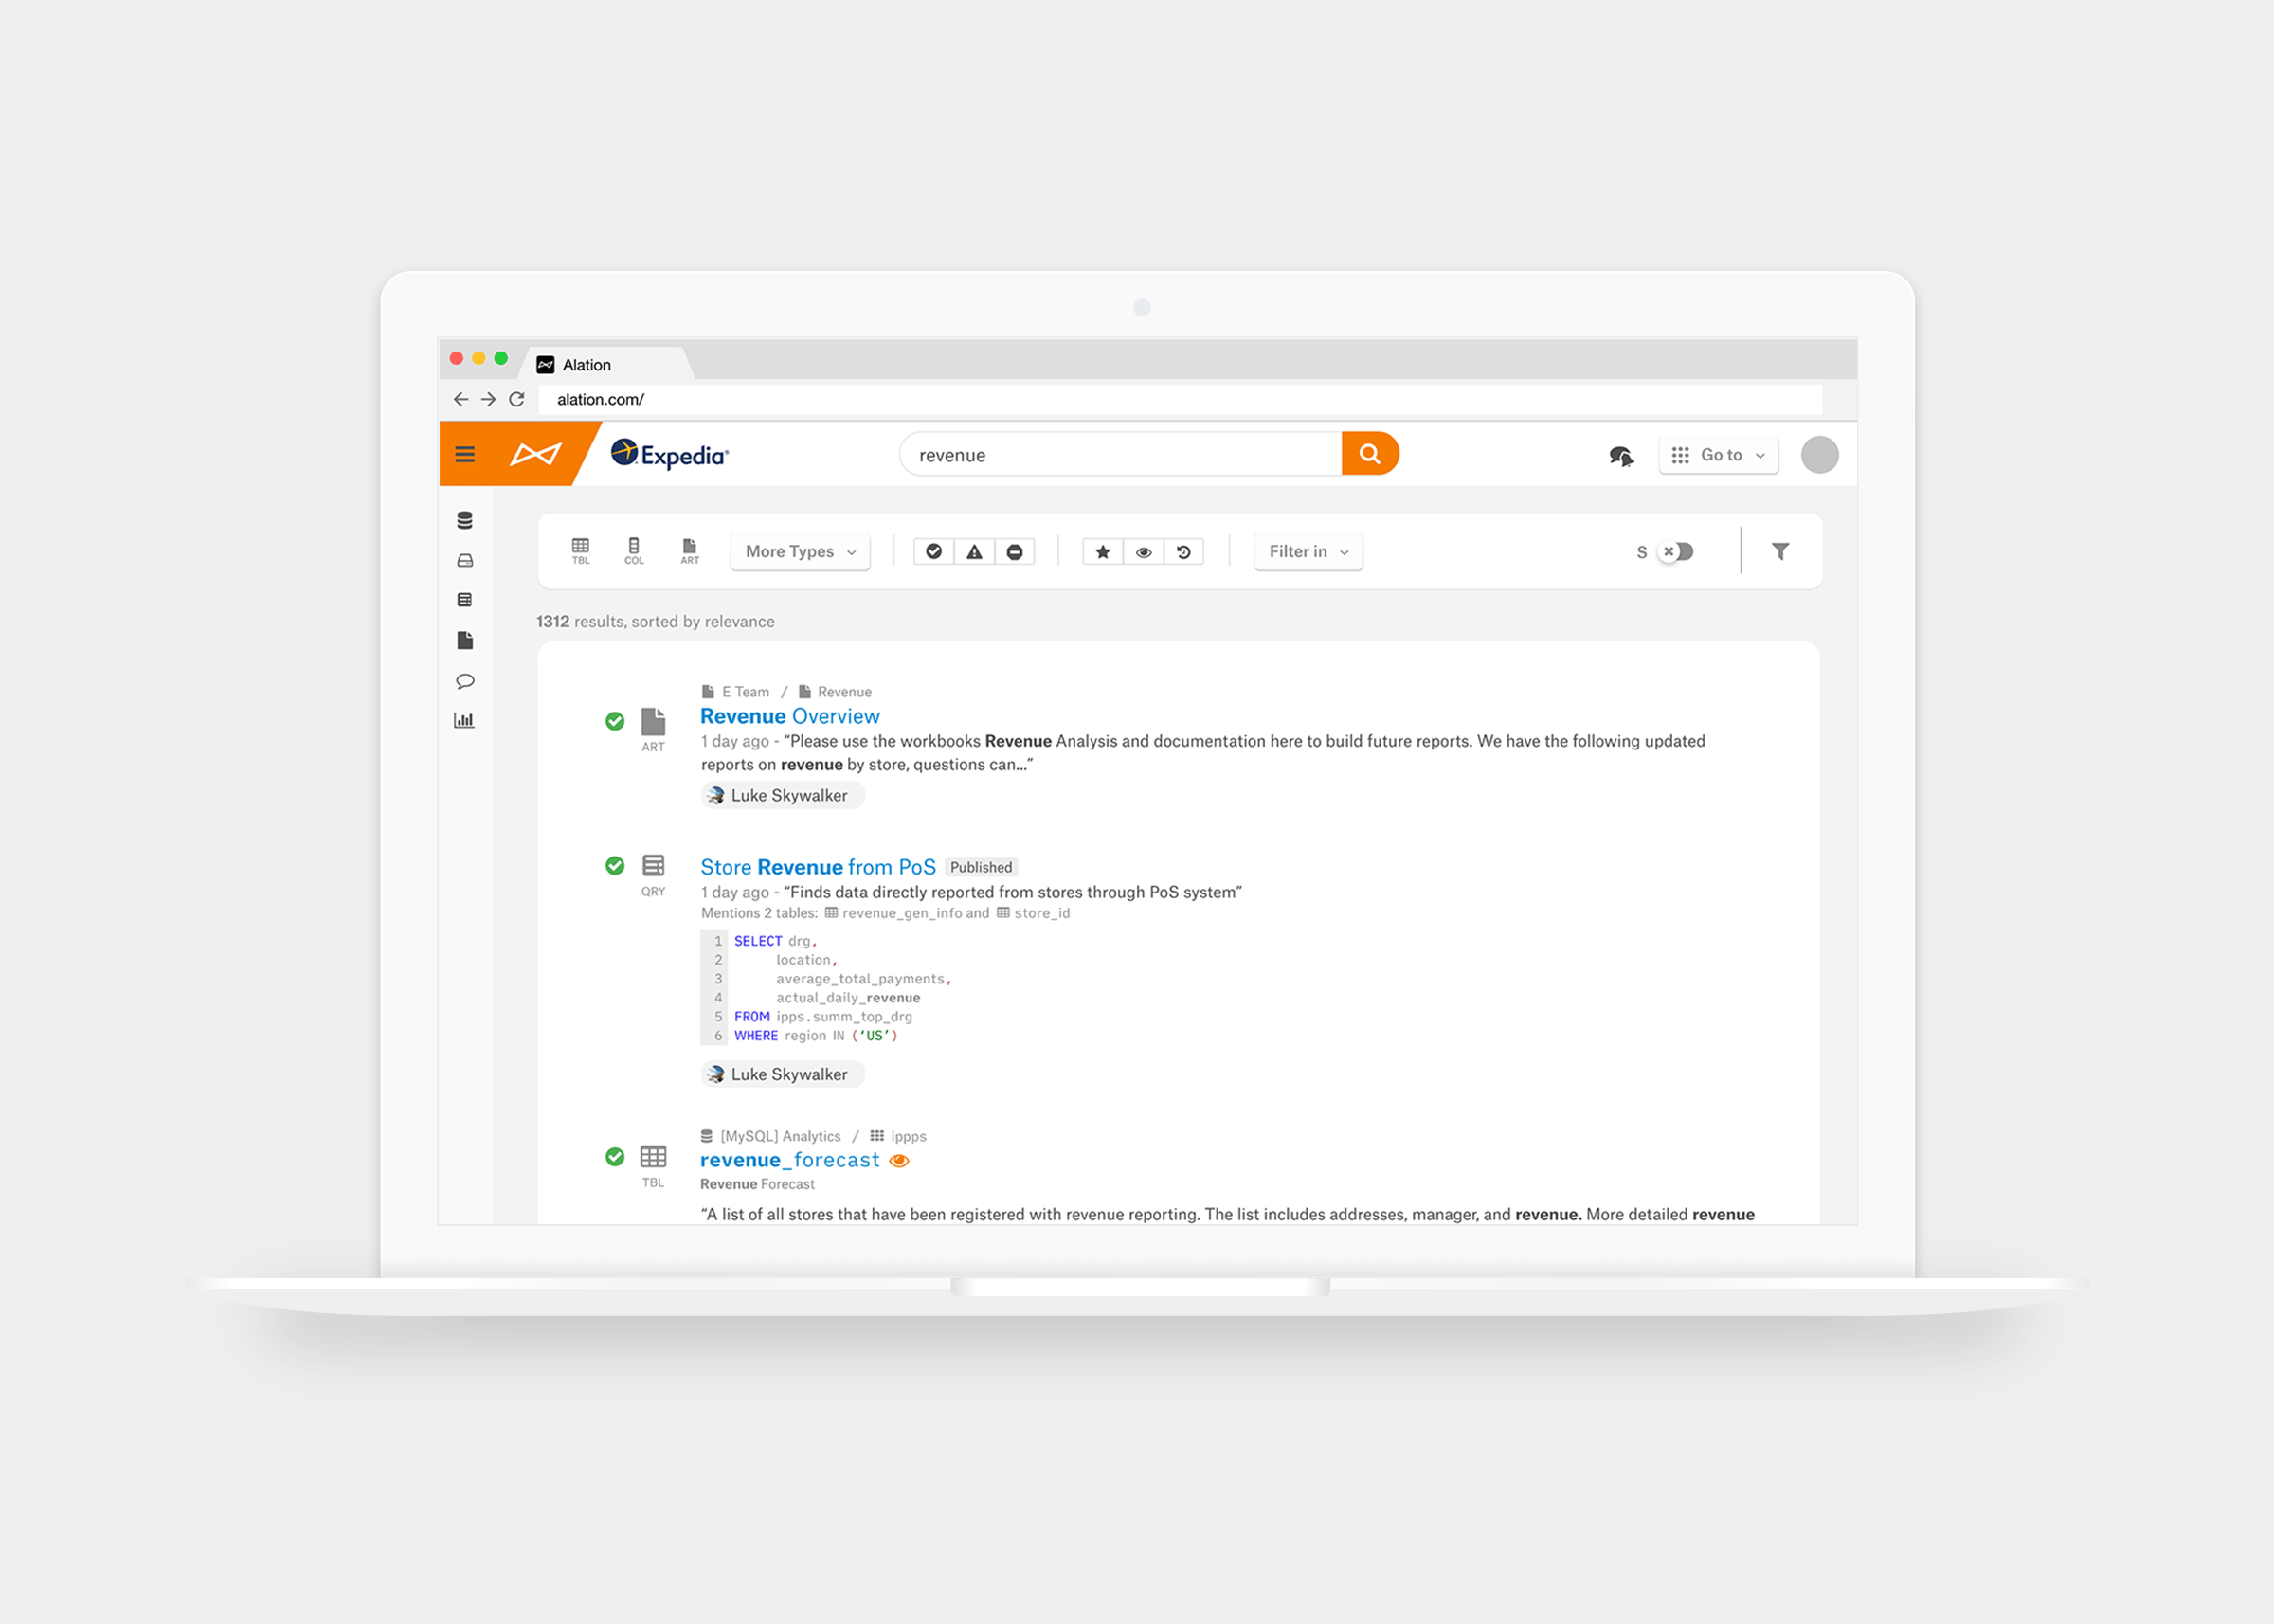 Alation
alation.com/
Expedia®
revenue
Go to
TBL
COL
ART
More Types
Filter in
S
1312 results, sorted by relevance
E Team / Revenue
Revenue Overview
ART
1 day ago - “Please use the workbooks Revenue Analysis and documentation here to build future reports. We have the following updated
reports on revenue by store, questions can...”
Luke Skywalker
Store Revenue from PoS Published
QRY
1 day ago - “Finds data directly reported from stores through PoS system”
Mentions 2 tables: revenue_gen_info and store_id
1 SELECT drg,
2 location,
3 average_total_payments,
4 actual_daily_revenue
5 FROM ipps.summ_top_drg
6 WHERE region IN (‘US’)
Luke Skywalker
[MySQL] Analytics / ippps
revenue_forecast
TBL
Revenue Forecast
“A list of all stores that have been registered with revenue reporting. The list includes addresses, manager, and revenue. More detailed revenue